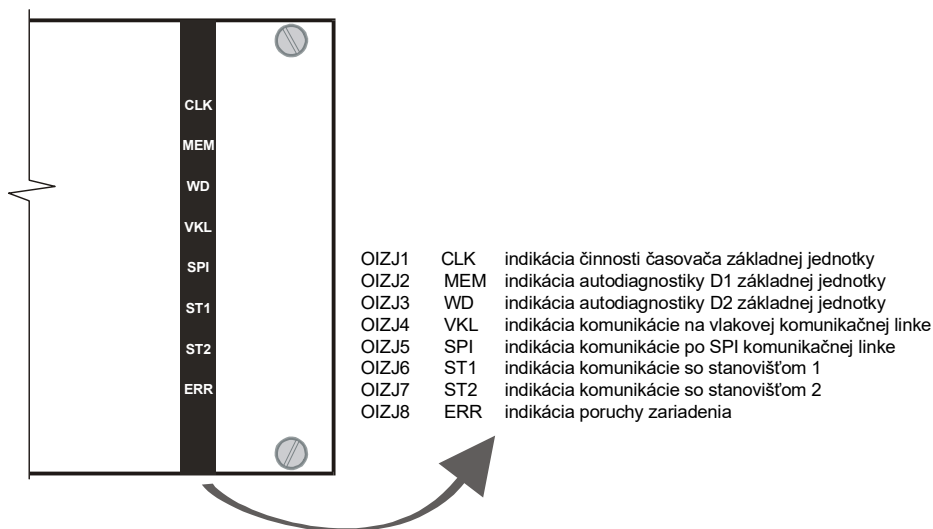 CLK
MEM
WD
VKL
SPI
ST1
ST2
ERR
OIZJ1 CLK indikácia činnosti časovača základnej jednotky
OIZJ2 MEM indikácia autodiagnostiky D1 základnej jednotky
OIZJ3 WD indikácia autodiagnostiky D2 základnej jednotky
OIZJ4 VKL indikácia komunikácie na vlakovej komunikačnej linke
OIZJ5 SPI indikácia komunikácie po SPI komunikačnej linke
OIZJ6 ST1 indikácia komunikácie so stanovišťom 1
OIZJ7 ST2 indikácia komunikácie so stanovišťom 2
OIZJ8 ERR indikácia poruchy zariadenia